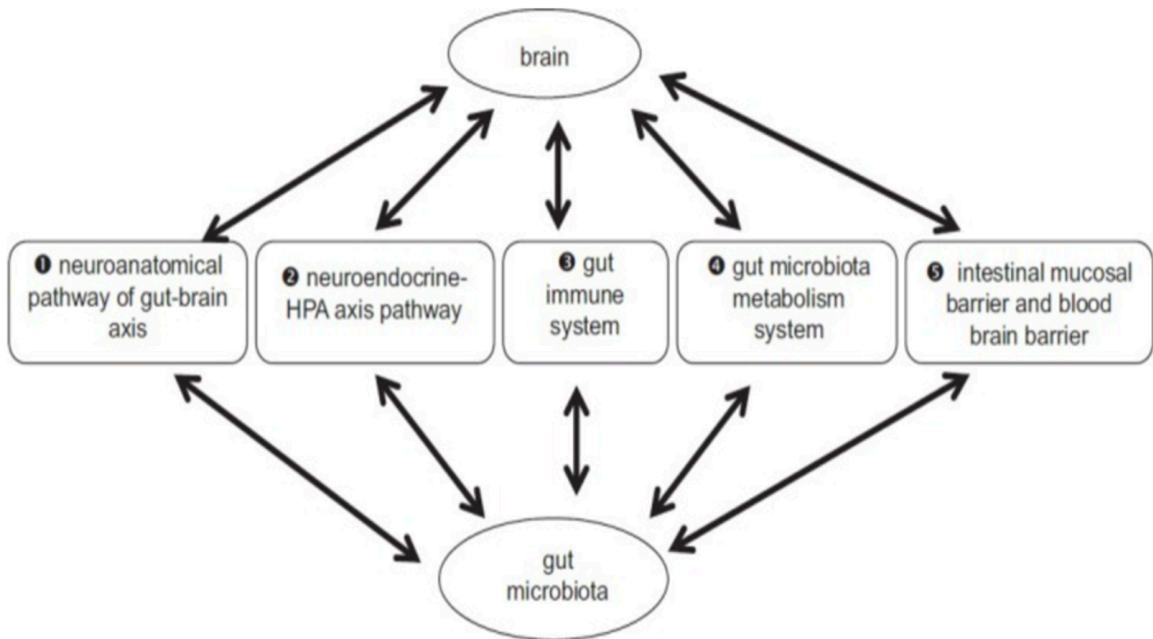 brain
❶ neuroanatomical
pathway of gut-brain
axis
❷ neuroendocrine-
HPA axis pathway
❸ gut
immune
system
❹ gut microbiota
metabolism
system
❺ intestinal mucosal
barrier and blood
brain barrier
gut
microbiota